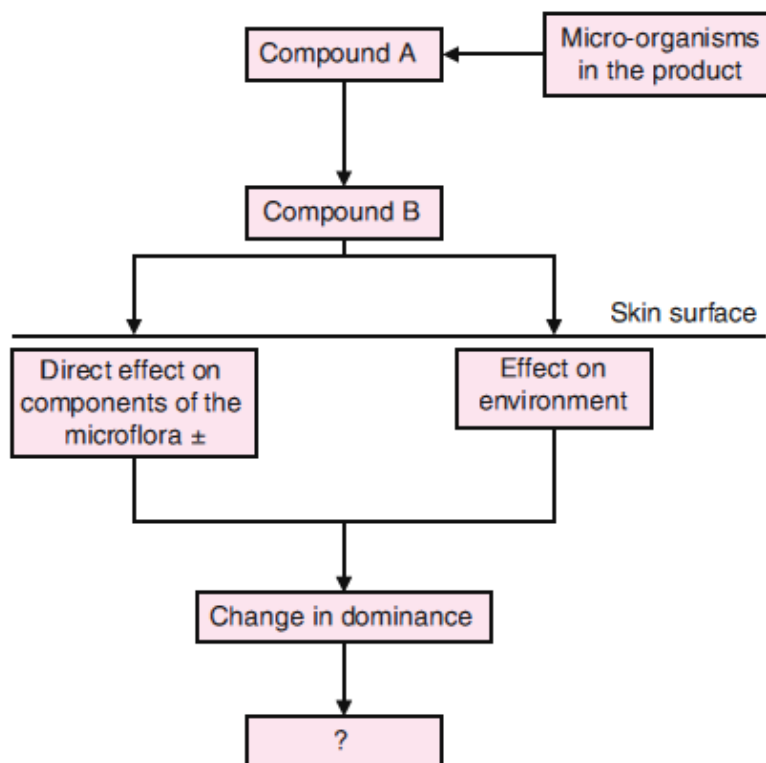 Compound A
Micro-organisms
in the product
Compound B
Skin surface
Direct effect on
components of the
microflora ±
Effect on
environment
Change in dominance
?